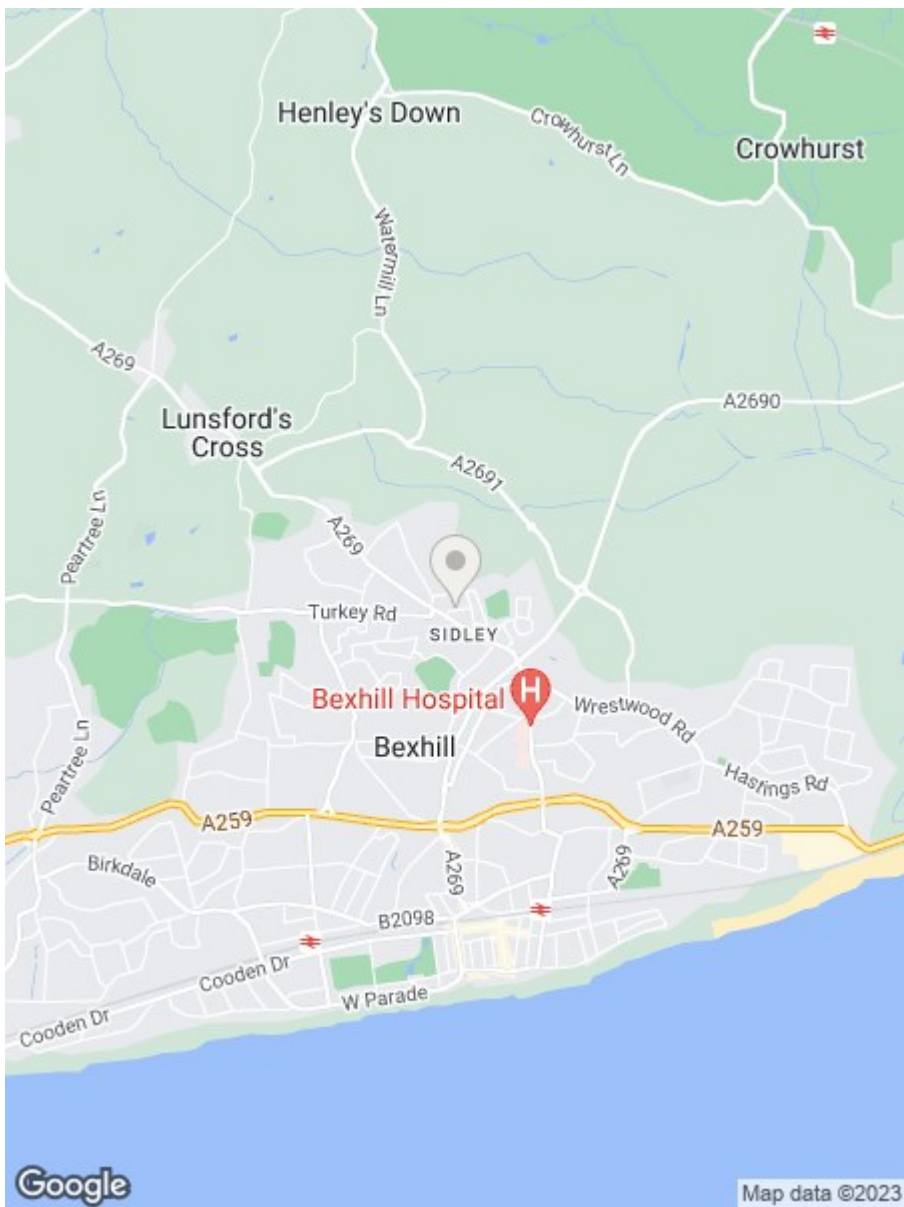 Henley's Down
Crowhurst Ln
Crowhurst
Watermill Ln
A269
A2690
Lunsford's
Cross
A2691
Peartree Ln
A269
Turkey Rd
SIDLEY
Bexhill Hospital
H
Wrestwood Rd
Bexhill
Peartree Ln
Hastings Rd
A259
A259
Birkdale
A269
A269
B2098
Cooden Dr
W Parade
Cooden Dr
Google
Map data ©2023